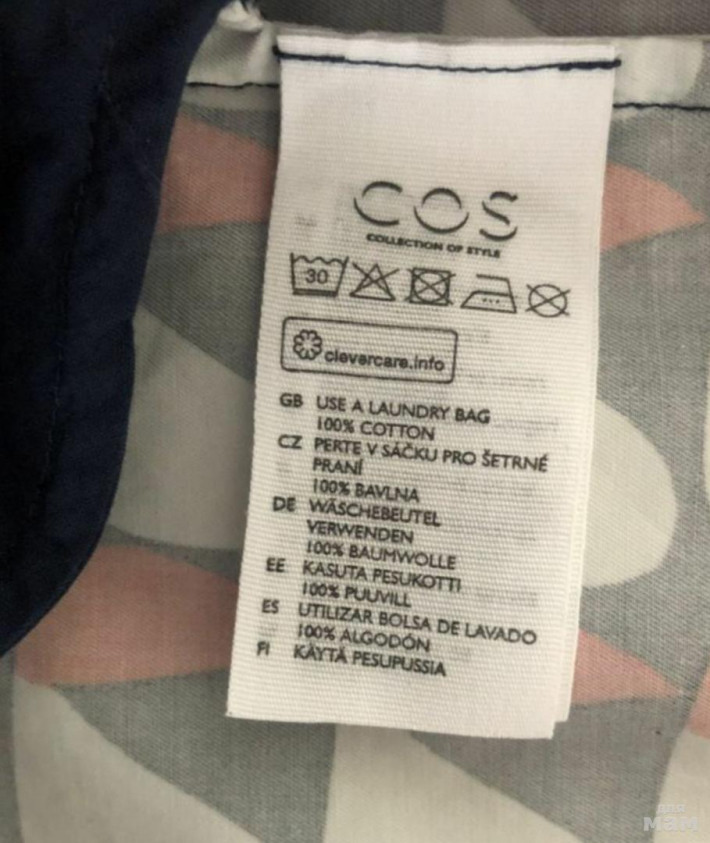 COS
COLLECTION OF STYLE
30
clevercare.info
GB USE A LAUNDRY BAG
100% COTTON
CZ PERTE V SÁČKU PRO ŠETRNÉ
PRANÍ
100% BAVLNA
DE WÄSCHEBEUTEL
VERWENDEN
100% BAUMWOLLE
EE KASUTA PESUKOTTI
100% PUUVILL
ES UTILIZAR BOLSA DE LAVADO
100% ALGODÓN
FI KÄYTÄ PESUPUSSIA
мам